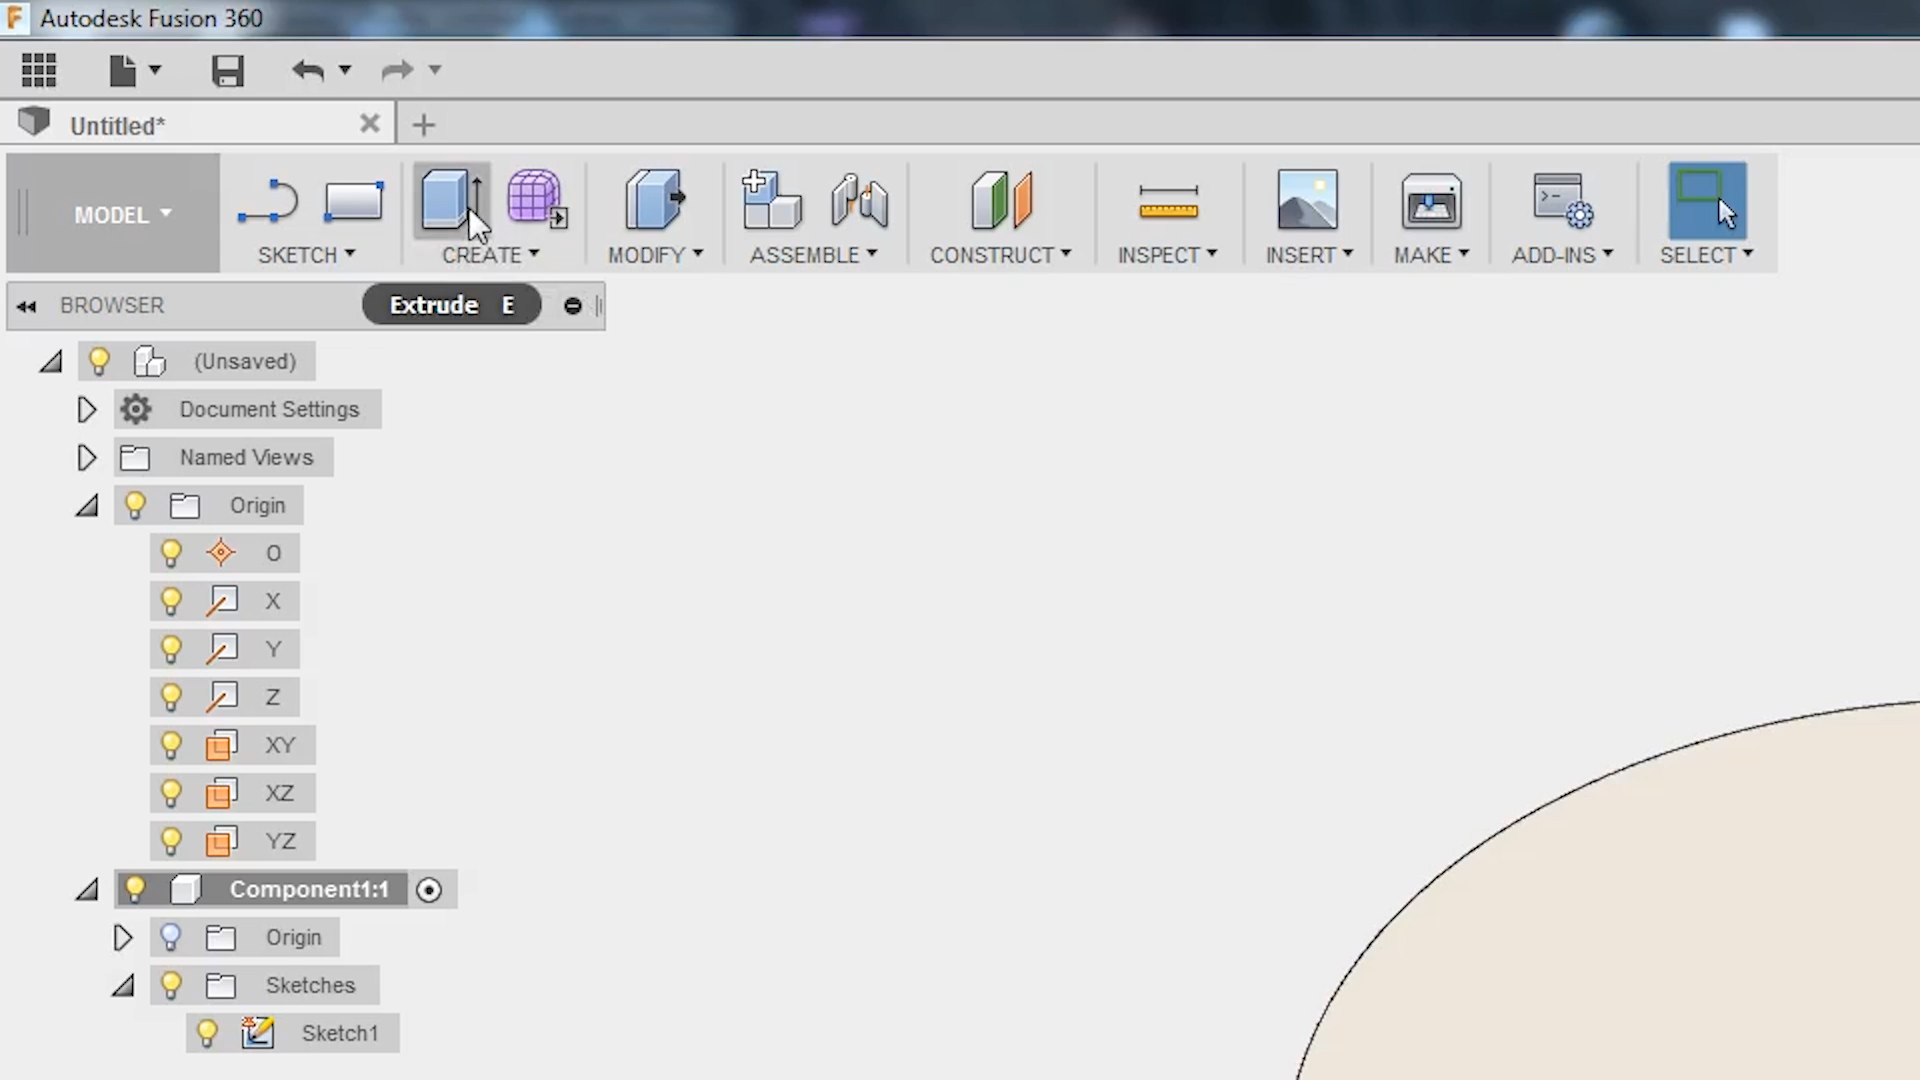 Autodesk Fusion 360
Untitled*
MODEL
SKETCH
CREATE
MODIFY
ASSEMBLE
CONSTRUCT
INSPECT
INSERT
MAKE
ADD-INS
SELECT
BROWSER
Extrude E
(Unsaved)
Document Settings
Named Views
Origin
O
X
Y
Z
XY
XZ
YZ
Component1:1
Origin
Sketches
Sketch1